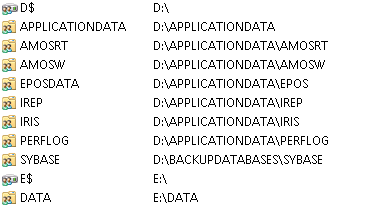 D$ D:\
APPLICATIONDATA D:\APPLICATIONDATA
AMOSRT D:\APPLICATIONDATA\AMOSRT
AMOSW D:\APPLICATIONDATA\AMOSW
EPOSDATA D:\APPLICATIONDATA\EPOS
IREP D:\APPLICATIONDATA\IREP
IRIS D:\APPLICATIONDATA\IRIS
PERFLOG D:\APPLICATIONDATA\PERFLOG
SYBASE D:\BACKUPDATABASES\SYBASE
E$ E:\
DATA E:\DATA